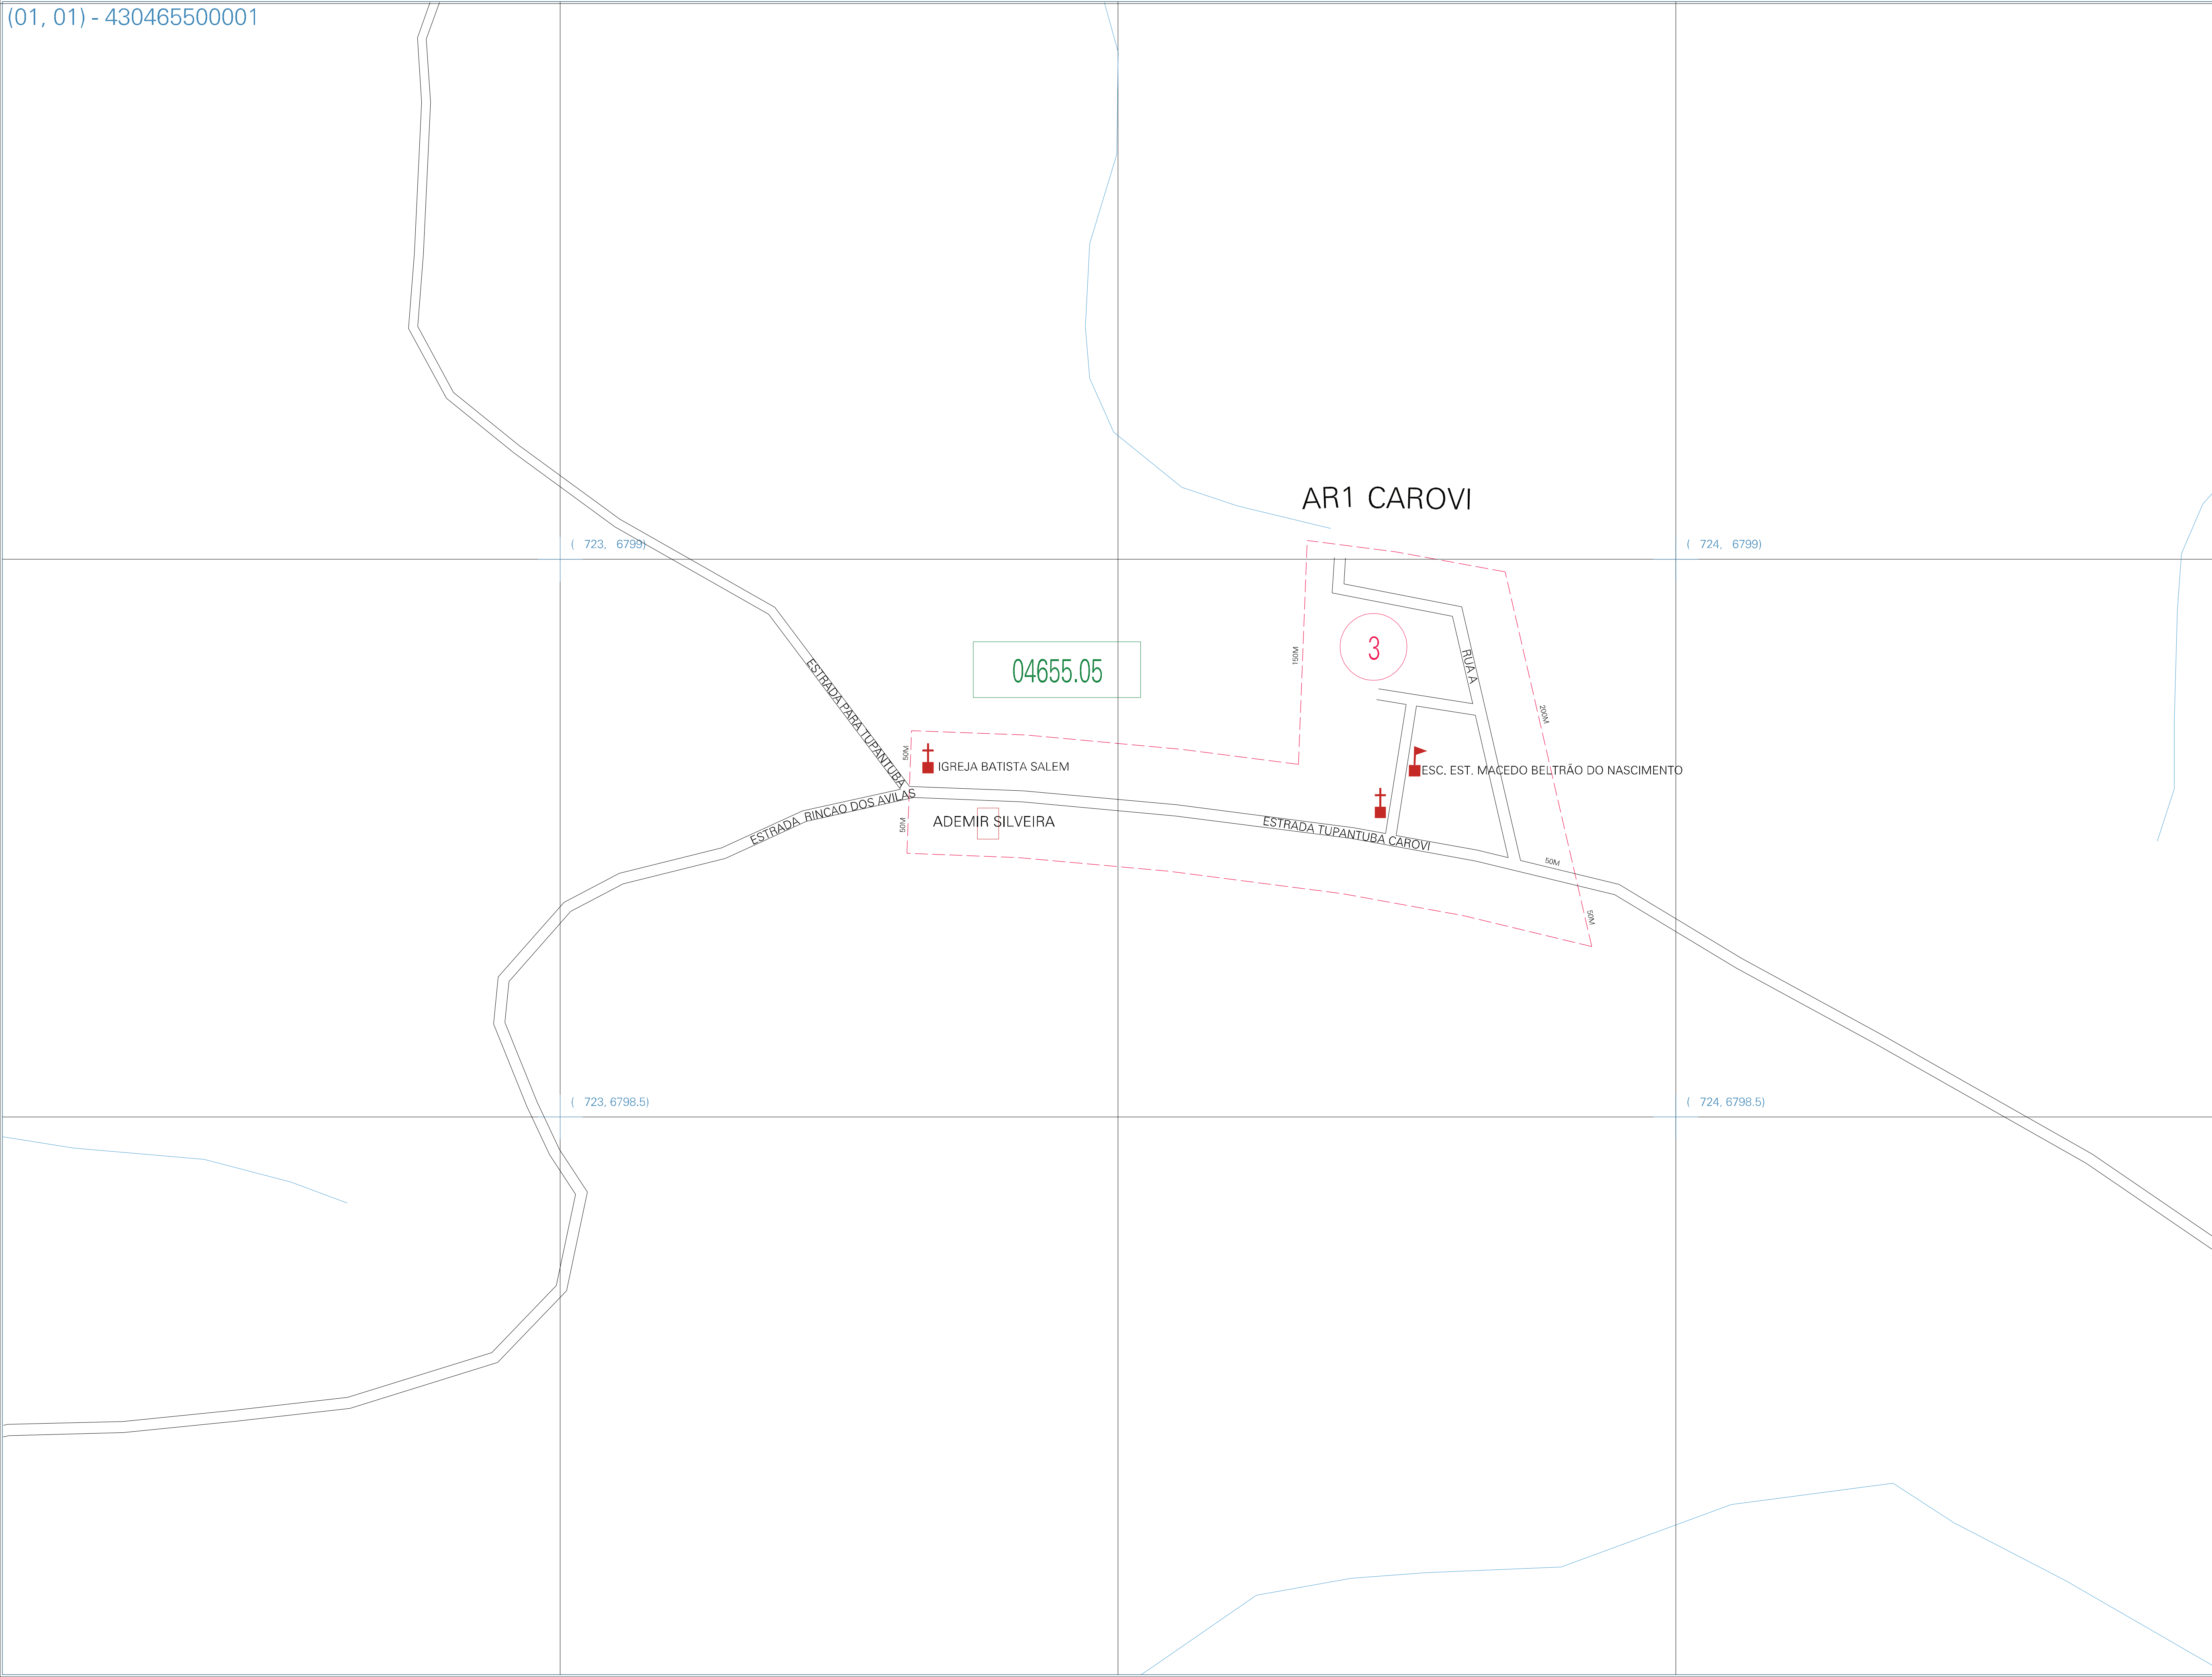 (01, 01) - 430465500001
AR1 CAROVI
( 723, 6799)
( 724, 6799)
3
150M
RUA A
04655.05
ESTRADA PARA TUPANTUBA
200M
50M
IGREJA BATISTA SALEM
ESC. EST. MACEDO BELTRÃO DO NASCIMENTO
ESTRADA RINCAO DOS AVILAS
50M
ADEMIR SILVEIRA
ESTRADA TUPANTUBA CAROVI
50M
50M
( 723, 6798.5)
( 724, 6798.5)